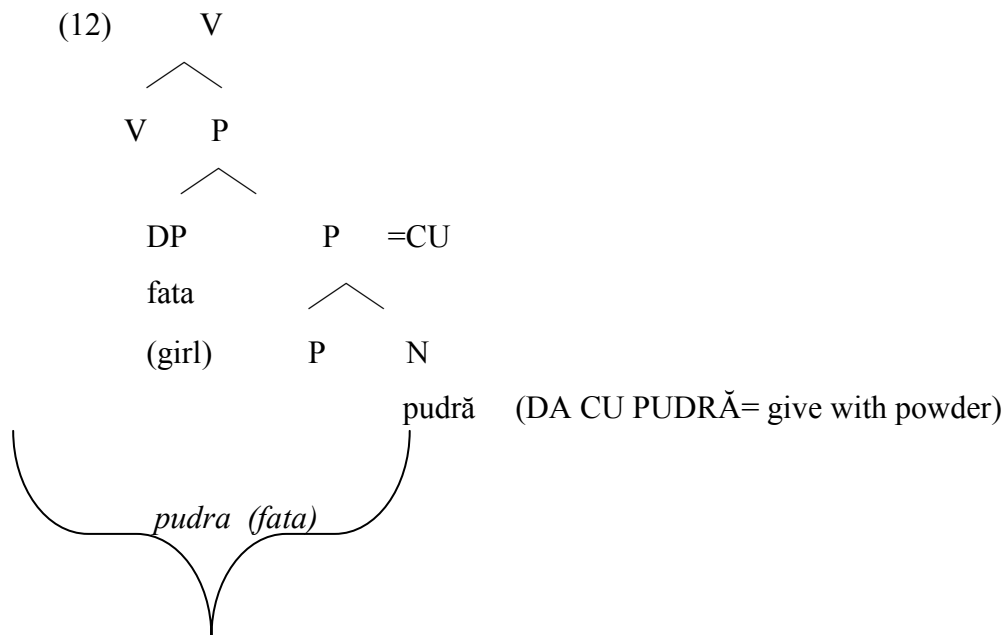 (12) V
V P
DP P =CU
fata
(girl) P N
pudră (DA CU PUDRĂ= give with powder)
pudra (fata)